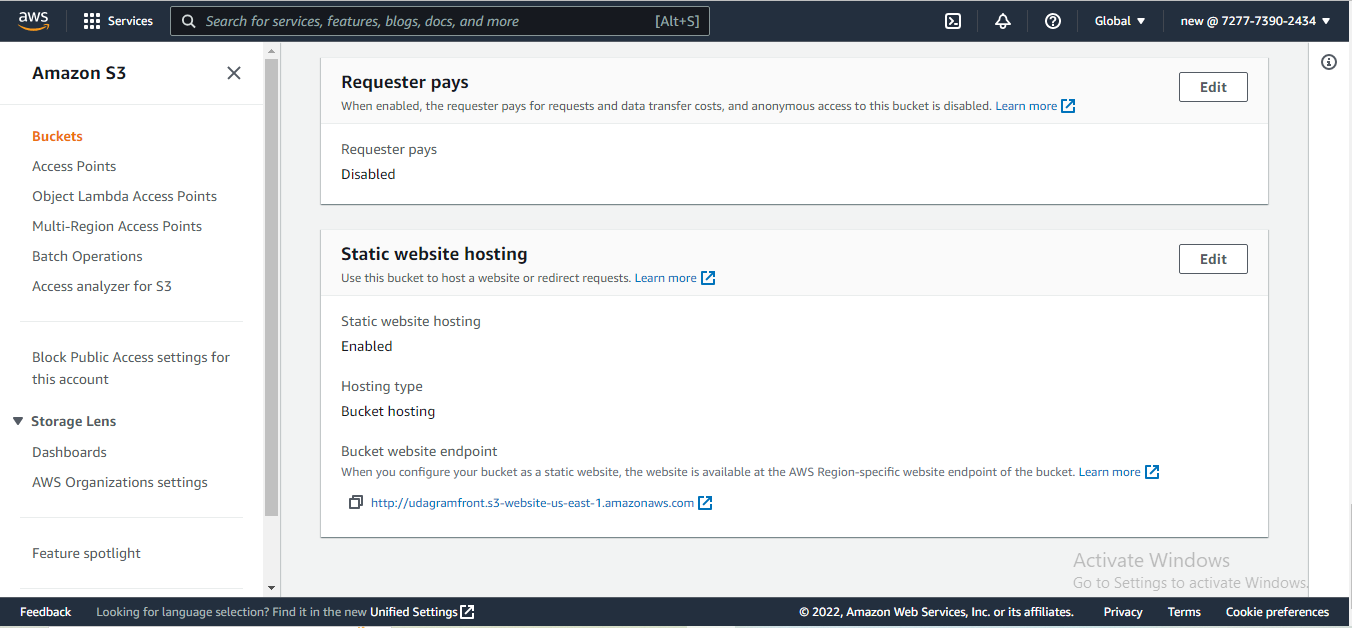 aws
Services
Search for services, features, blogs, docs, and more
[Alt+S]
Global ▼
new @ 7277-7390-2434 ▼
Amazon S3
Buckets
Access Points
Object Lambda Access Points
Multi-Region Access Points
Batch Operations
Access analyzer for S3
Block Public Access settings for
this account
Storage Lens
Dashboards
AWS Organizations settings
Feature spotlight
Requester pays
Edit
When enabled, the requester pays for requests and data transfer costs, and anonymous access to this bucket is disabled. Learn more
Requester pays
Disabled
Static website hosting
Edit
Use this bucket to host a website or redirect requests. Learn more
Static website hosting
Enabled
Hosting type
Bucket hosting
Bucket website endpoint
When you configure your bucket as a static website, the website is available at the AWS Region-specific website endpoint of the bucket. Learn more
http://udagramfront.s3-website-us-east-1.amazonaws.com
Activate Windows
Go to Settings to activate Windows.
Feedback
Looking for language selection? Find it in the new Unified Settings
© 2022, Amazon Web Services, Inc. or its affiliates.
Privacy
Terms
Cookie preferences